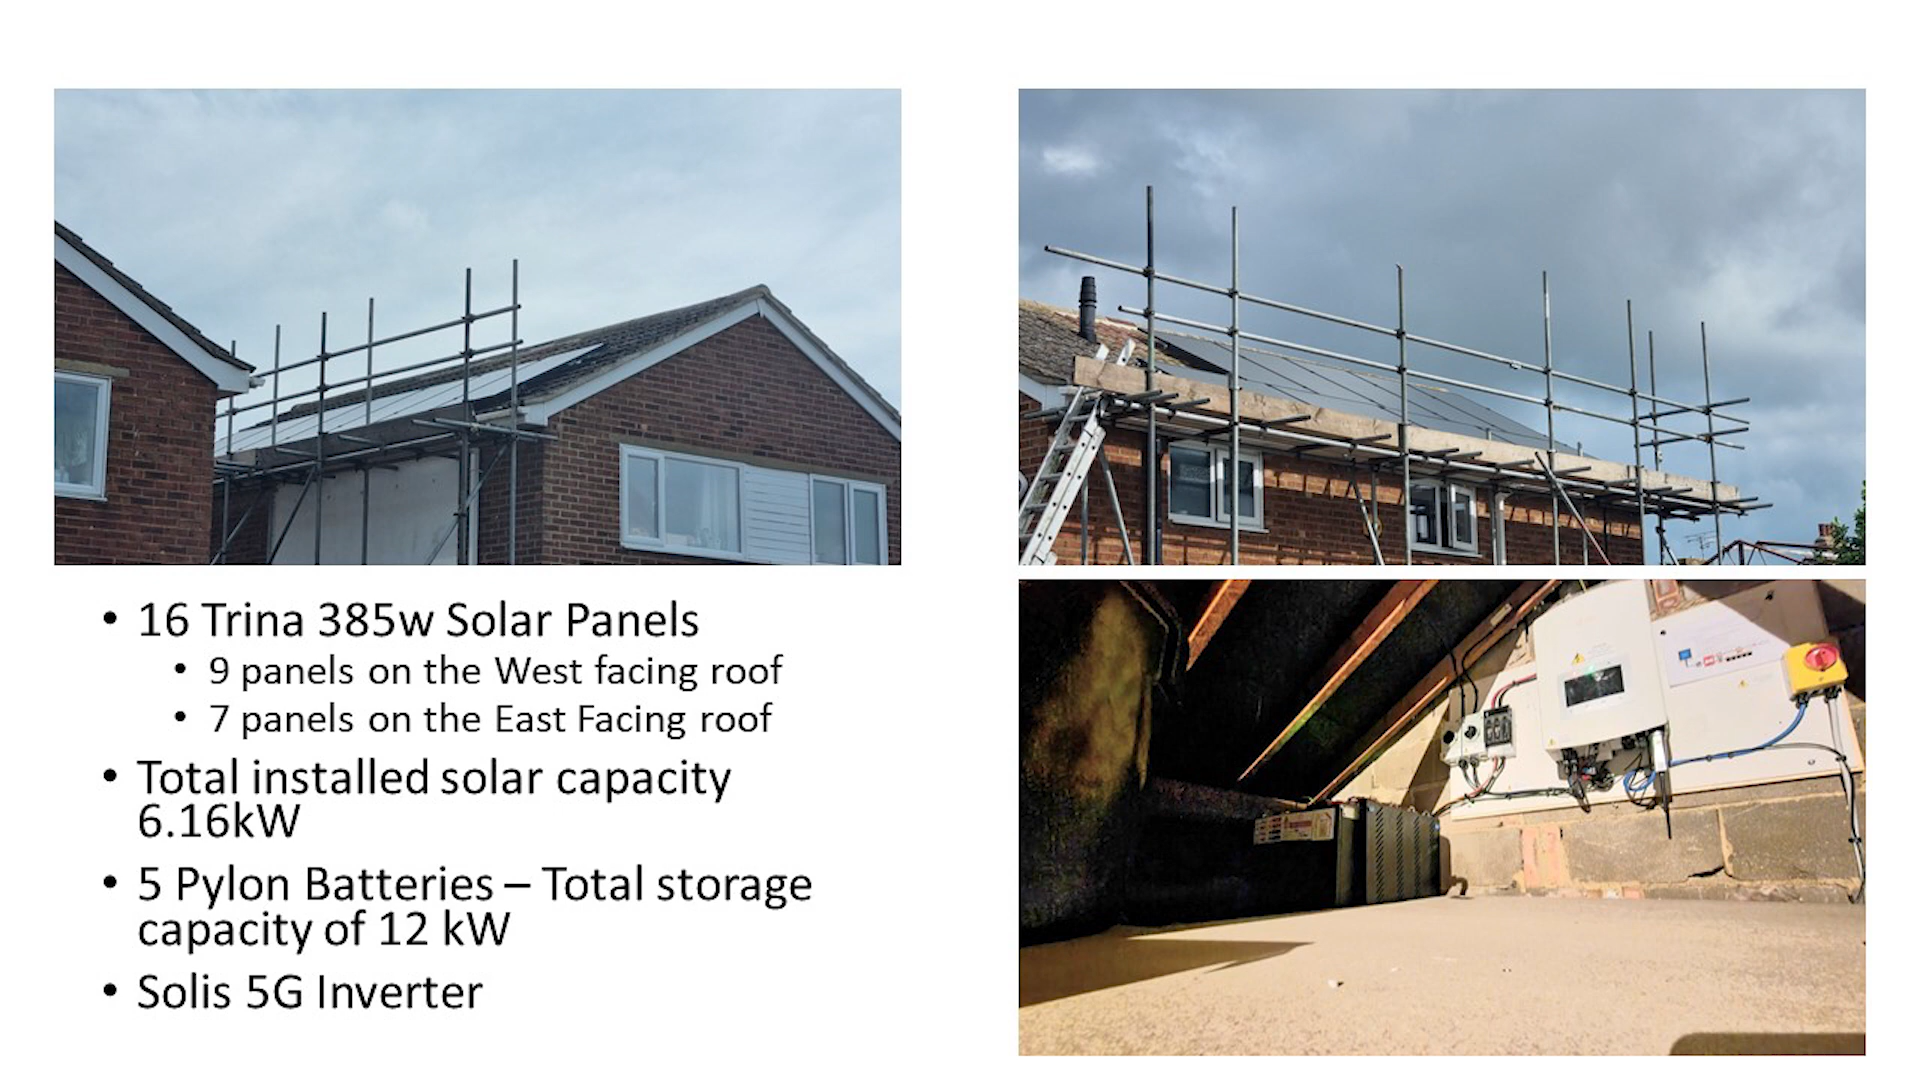 • 16 Trina 385w Solar Panels
• 9 panels on the West facing roof
• 7 panels on the East Facing roof
• Total installed solar capacity
6.16kW
• 5 Pylon Batteries – Total storage
capacity of 12 kW
• Solis 5G Inverter